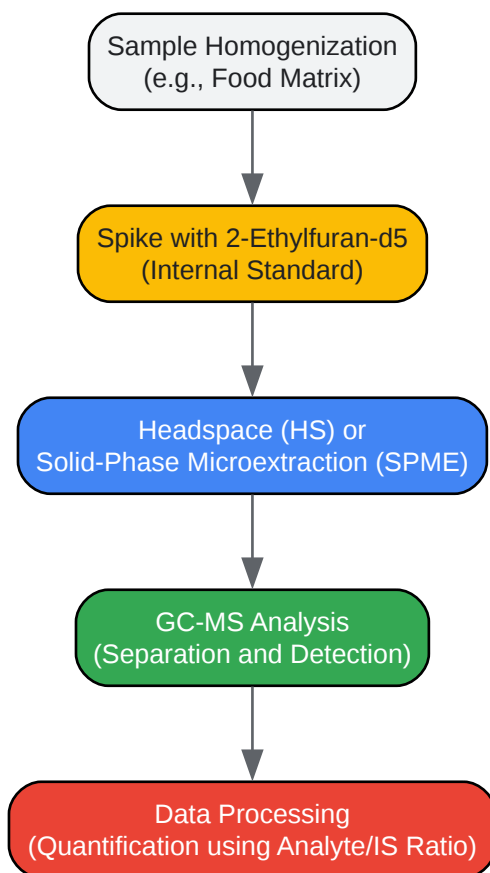 Sample Homogenization
(e.g., Food Matrix)
Spike with 2-Ethylfuran-d5
(Internal Standard)
Headspace (HS) or
Solid-Phase Microextraction (SPME)
GC-MS Analysis
(Separation and Detection)
Data Processing
(Quantification using Analyte/IS Ratio)